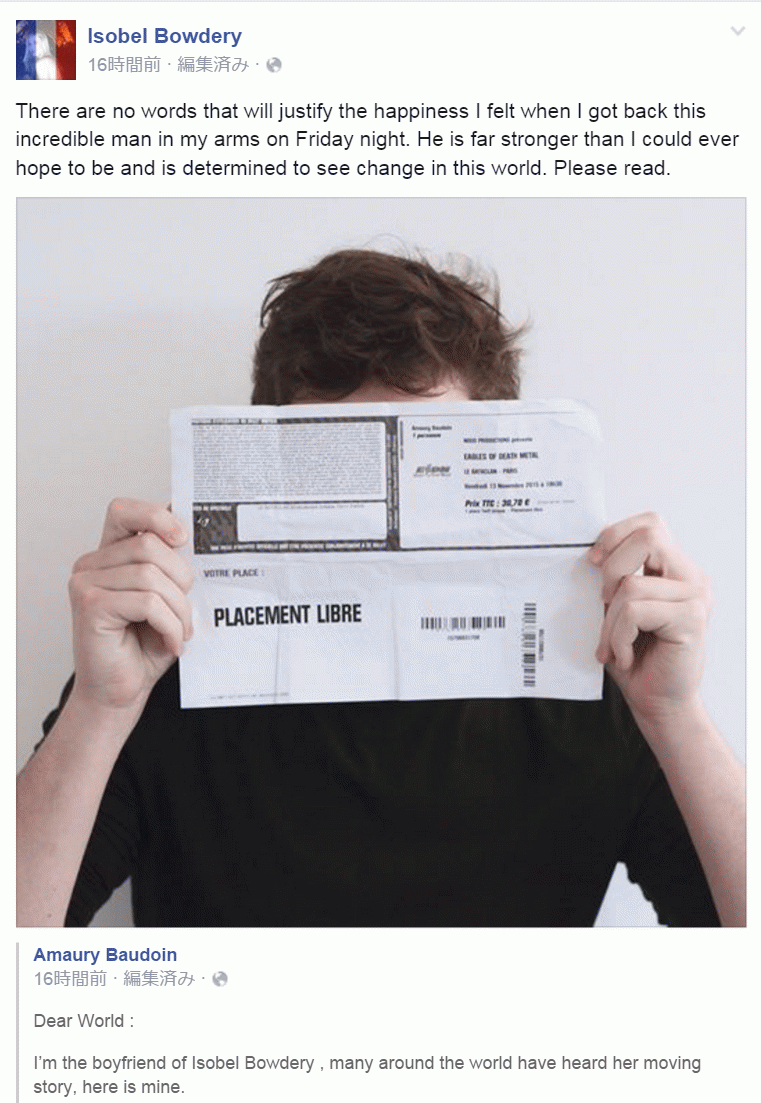 Isobel Bowdery
16時間前 · 編集済み ·
There are no words that will justify the happiness I felt when I got back this
incredible man in my arms on Friday night. He is far stronger than I could ever
hope to be and is determined to see change in this world. Please read.
Amaury Baudoin
1 personne
NOUS PRODUCTIONS présente
EAGLES OF DEATH METAL
LE BATACLAN - PARIS
Vendredi 13 Novembre 2015 à 19H30
Prix TTC : 30,70 €
VOTRE PLACE :
PLACEMENT LIBRE
Amaury Baudoin
16時間前 · 編集済み ·
Dear World :
I'm the boyfriend of Isobel Bowdery , many around the world have heard her moving
story, here is mine.